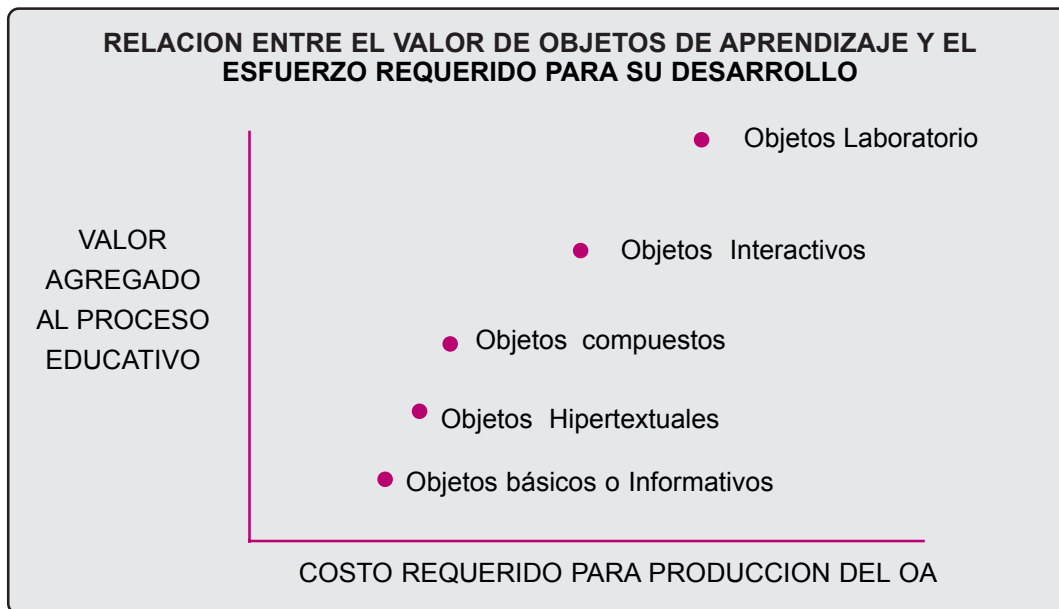 RELACION ENTRE EL VALOR DE OBJETOS DE APRENDIZAJE Y EL
ESFUERZO REQUERIDO PARA SU DESARROLLO
Objetos Laboratorio
VALOR
AGREGADO
AL PROCESO
EDUCATIVO
Objetos Interactivos
Objetos compuestos
Objetos Hipertextuales
Objetos básicos o Informativos
COSTO REQUERIDO PARA PRODUCCION DEL OA